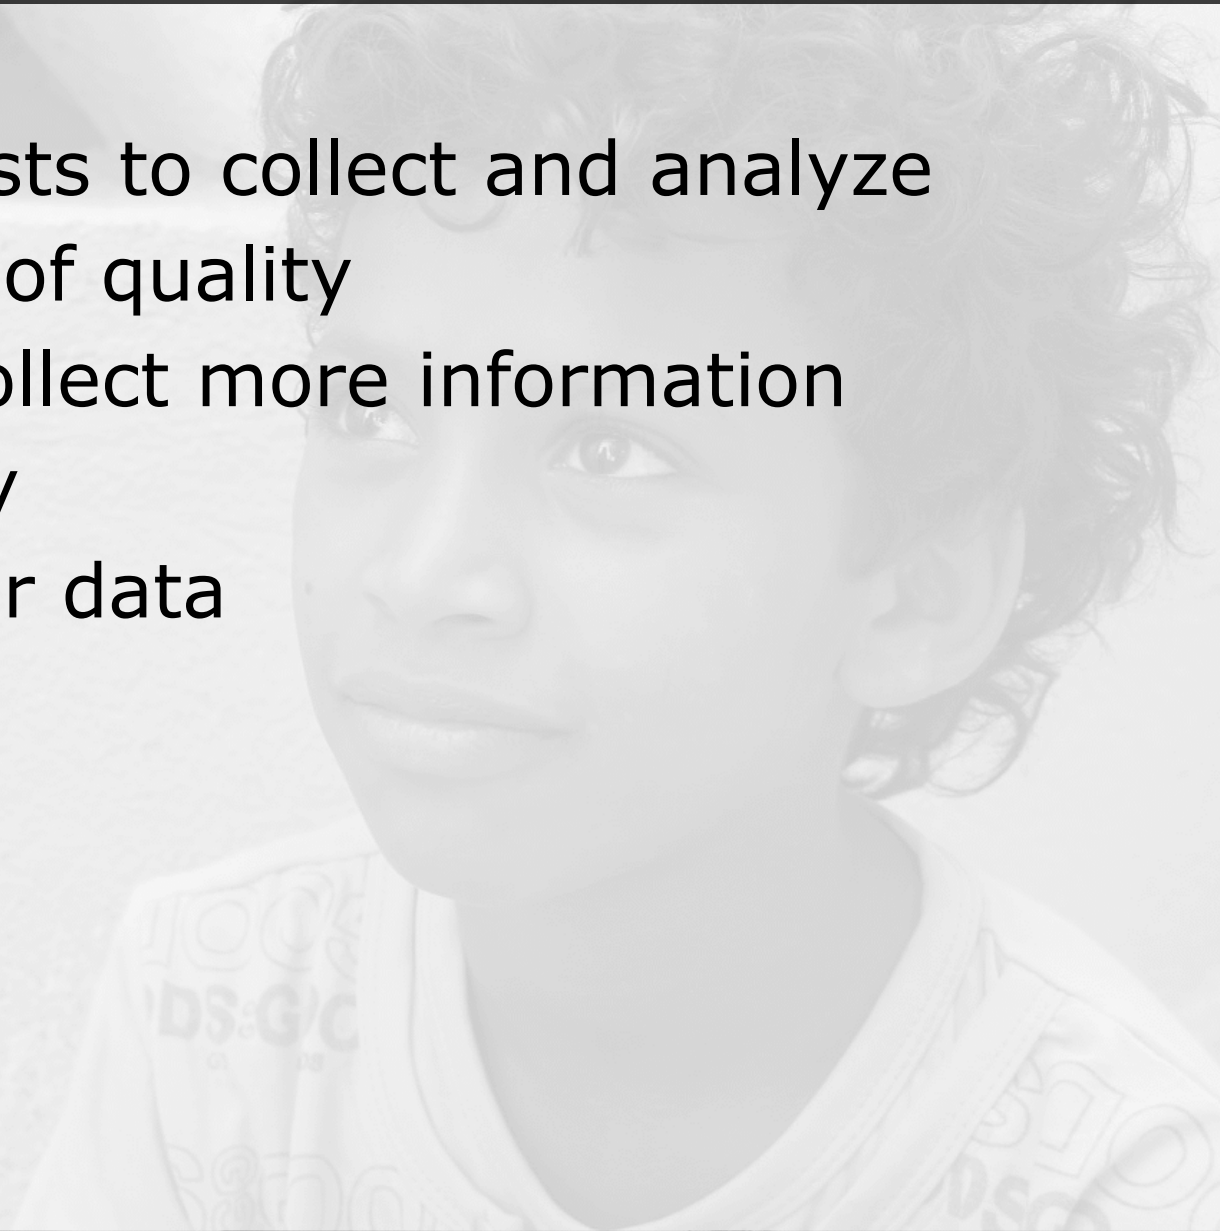 sts to collect and analyze
of quality
ollect more information
y
r data